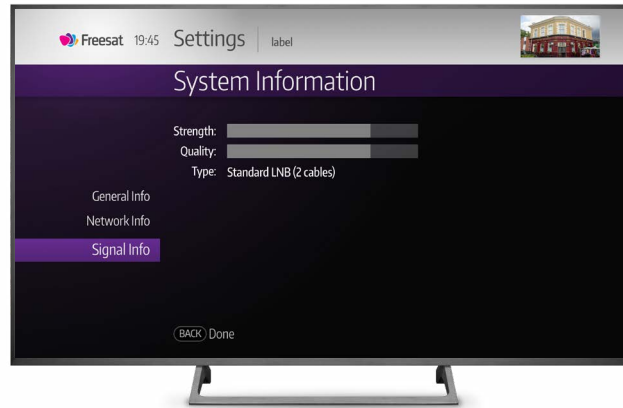 Freesat 19:45 Settings label
System Information
Strength:
Quality:
Type: Standard LNB (2 cables)
General Info
Network Info
Signal Info
BACK Done